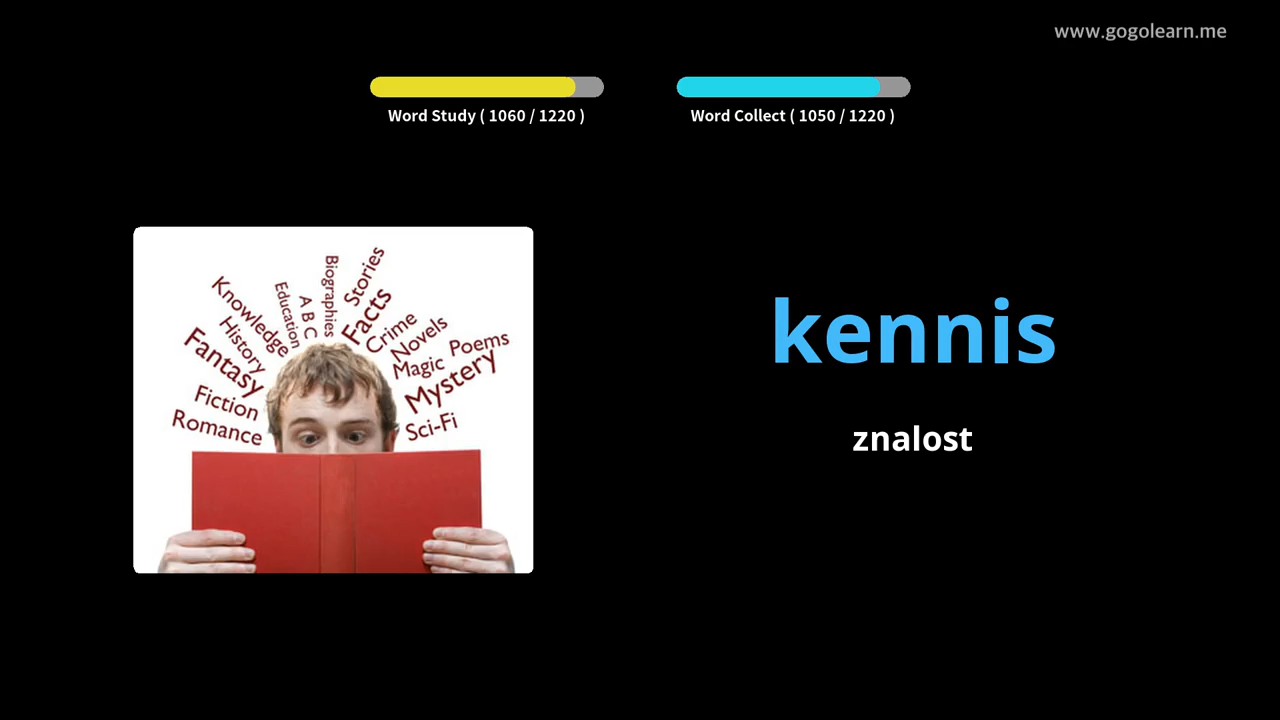 www.gogolearn.me
Word Study ( 1060 / 1220 )
Word Collect ( 1050 / 1220 )
Biographies
Stories
Education
A B C
Facts
Knowledge
Crime
History
Novels
Fantasy
Poems
Magic
Mystery
Fiction
Romance
Sci-Fi
kennis
znalost